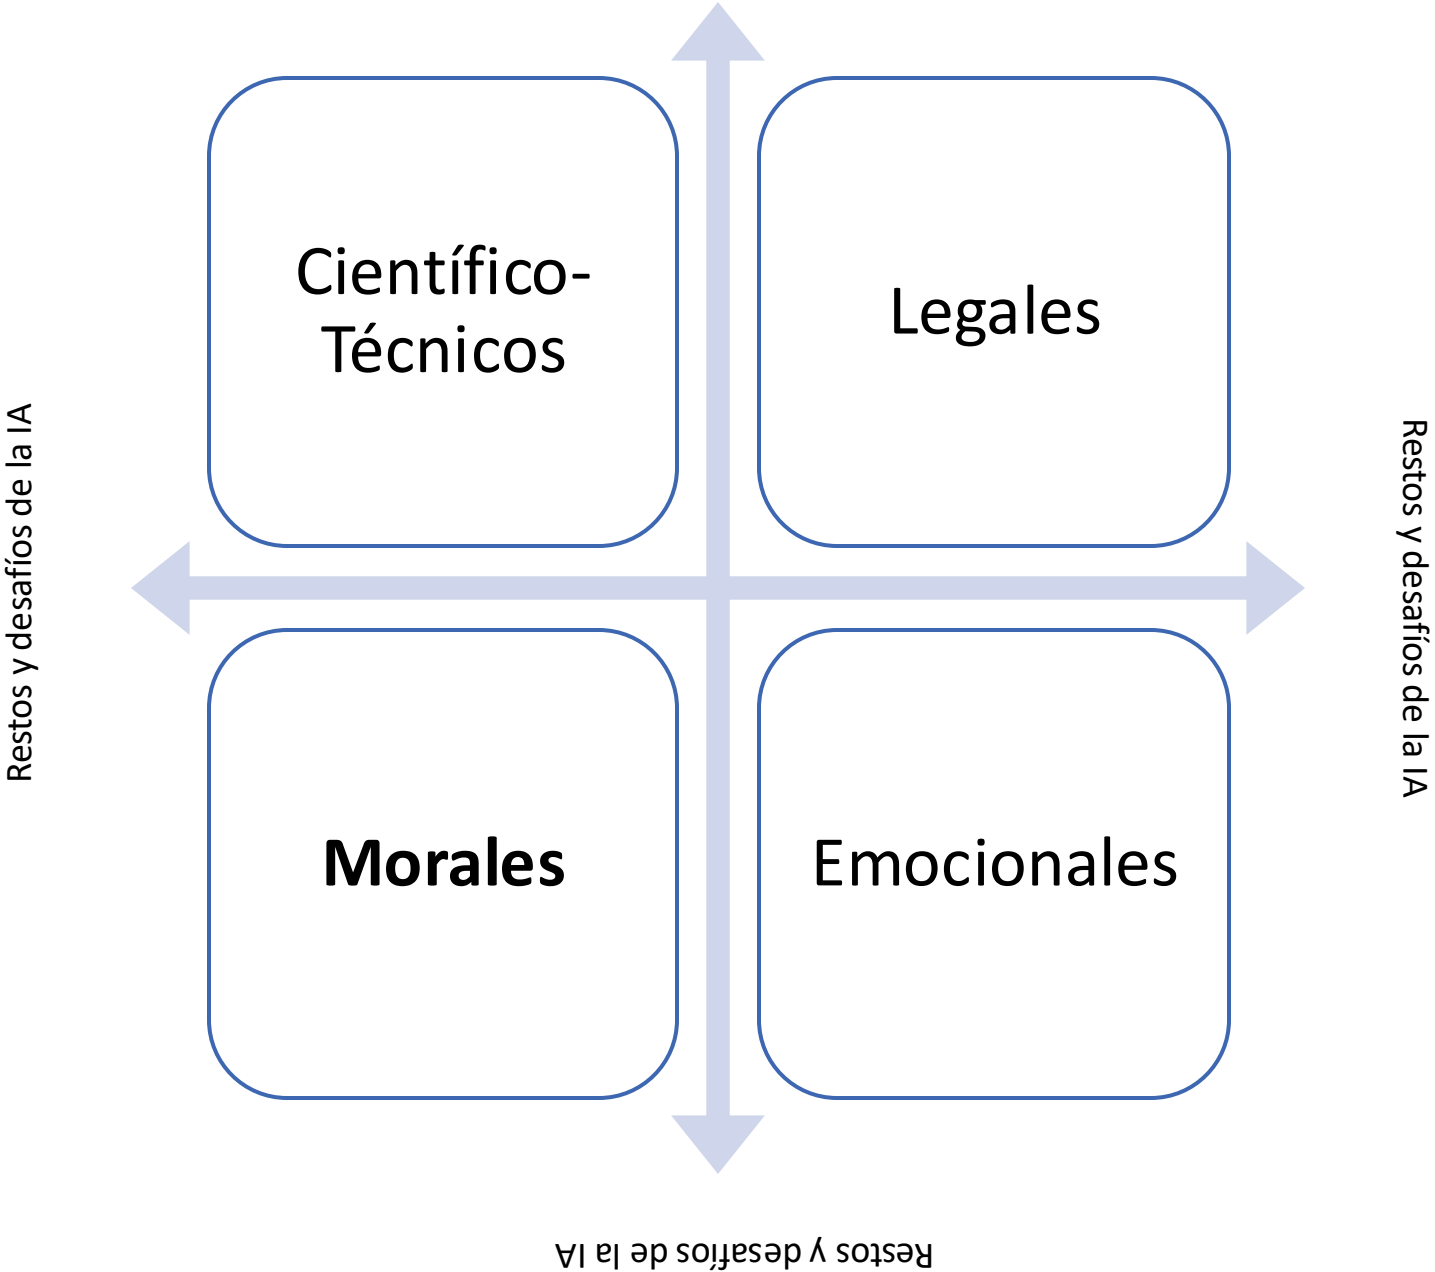 Científico-
Técnicos
Legales
Restos y desafíos de la IA
Restos y desafíos de la IA
Morales
Emocionales
Restos y desafíos de la IA